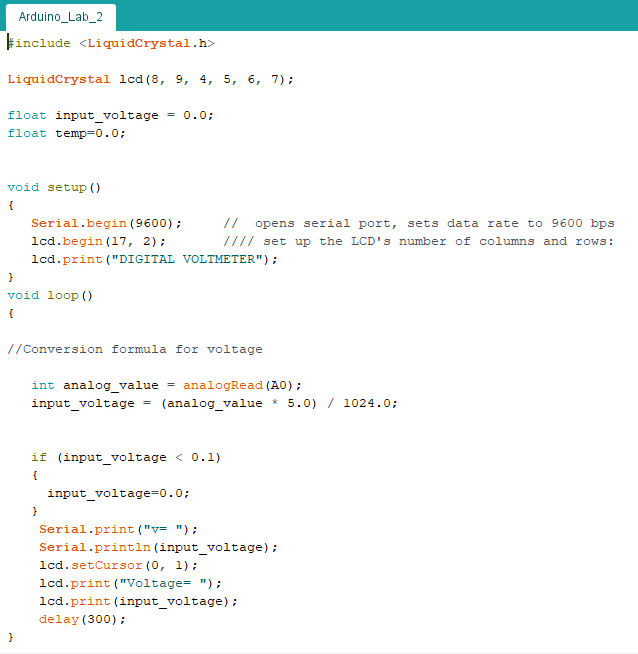 Arduino_Lab_2
#include <LiquidCrystal.h>
LiquidCrystal lcd(8, 9, 4, 5, 6, 7);
float input_voltage = 0.0;
float temp=0.0;
void setup()
{
   Serial.begin(9600);     //  opens serial port, sets data rate to 9600 bps
   lcd.begin(17, 2);       //// set up the LCD's number of columns and rows:
   lcd.print("DIGITAL VOLTMETER");
}
void loop()
{
//Conversion formula for voltage
   int analog_value = analogRead(A0);
   input_voltage = (analog_value * 5.0) / 1024.0;
   if (input_voltage < 0.1)
   {
     input_voltage=0.0;
   }
    Serial.print("v= ");
    Serial.println(input_voltage);
    lcd.setCursor(0, 1);
    lcd.print("Voltage= ");
    lcd.print(input_voltage);
    delay(300);
}